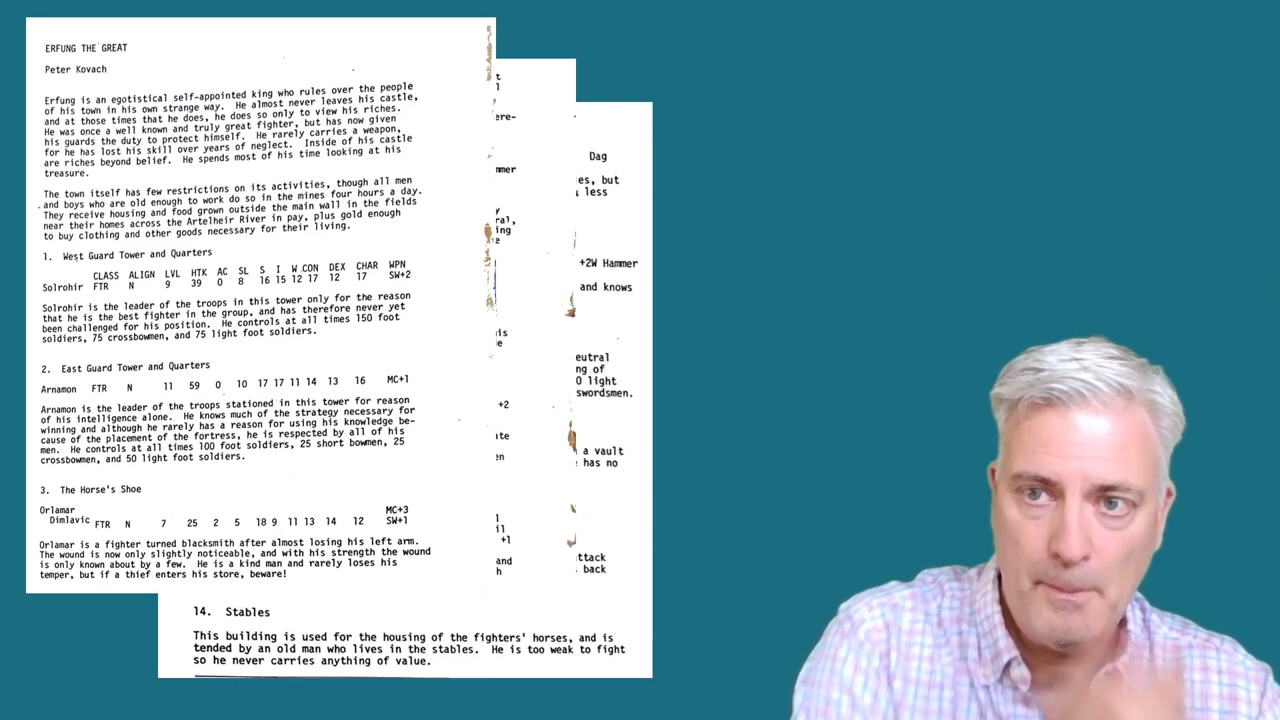 ERFUNG THE GREAT
Peter Kovach
Erfung is an egotistical self-appointed king who rules over the people
of his town in his own strange way. He almost never leaves his castle,
and at those times that he does, he does so only to view his riches.
He was once a well known and truly great fighter, but has now given
his guards the duty to protect himself. He rarely carries a weapon,
for he has lost his skill over years of neglect. Inside of his castle
are riches beyond belief. He spends most of his time looking at his
treasure.
The town itself has few restrictions on its activities, though all men
and boys who are old enough to work do so in the mines four hours a day.
They receive housing and food grown outside the main wall in the fields
near their homes across the Artelheir River in pay, plus gold enough
to buy clothing and other goods necessary for their living.
1. West Guard Tower and Quarters
CLASS ALIGN LVL HTK AC SL S I W CON DEX CHAR WPN
Solrohir FTR N 9 39 0 8 16 15 12 17 12 17 SW+2
Solrohir is the leader of the troops in this tower only for the reason
that he is the best fighter in the group, and has therefore never yet
been challenged for his position. He controls at all times 150 foot
soldiers, 75 crossbowmen, and 75 light foot soldiers.
2. East Guard Tower and Quarters
Arnamon FTR N 11 59 0 10 17 17 11 14 13 16 MC+1
Arnamon is the leader of the troops stationed in this tower for reason
of his intelligence alone. He knows much of the strategy necessary for
winning and although he rarely has a reason for using his knowledge be-
cause of the placement of the fortress, he is respected by all of his
men. He controls at all times 100 foot soldiers, 25 short bowmen, 25
crossbowmen, and 50 light foot soldiers.
3. The Horse's Shoe
Orlamar MC+3
Dimlavic FTR N 7 25 2 5 18 9 11 13 14 12 SW+1
Orlamar is a fighter turned blacksmith after almost losing his left arm.
The wound is now only slightly noticeable, and with his strength the wound
is only known about by a few. He is a kind man and rarely loses his
temper, but if a thief enters his store, beware!
ere-
+2
+1
and
Dag
but
less
+2W Hammer
and knows
of
light
swordsmen.
a vault
has no
back
14. Stables
This building is used for the housing of the fighters' horses, and is
tended by an old man who lives in the stables. He is too weak to fight
so he never carries anything of value.